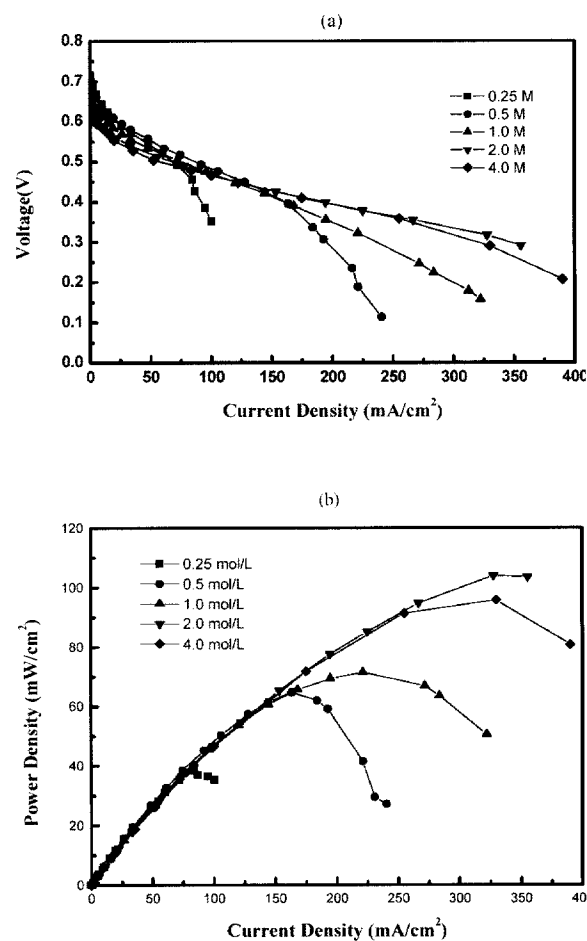 (a)
0.8
0.7
0.6
0.5
0.4
0.3
0.2
0.1
0.0
Voltage(V)
0.25 M
0.5 M
1.0 M
2.0 M
4.0 M
0 50 100 150 200 250 300 350 400
Current Density (mA/cm²)
(b)
120
100
80
60
40
20
0
Power Density (mW/cm²)
0.25 mol/L
0.5 mol/L
1.0 mol/L
2.0 mol/L
4.0 mol/L
0 50 100 150 200 250 300 350 400
Current Density (mA/cm²)